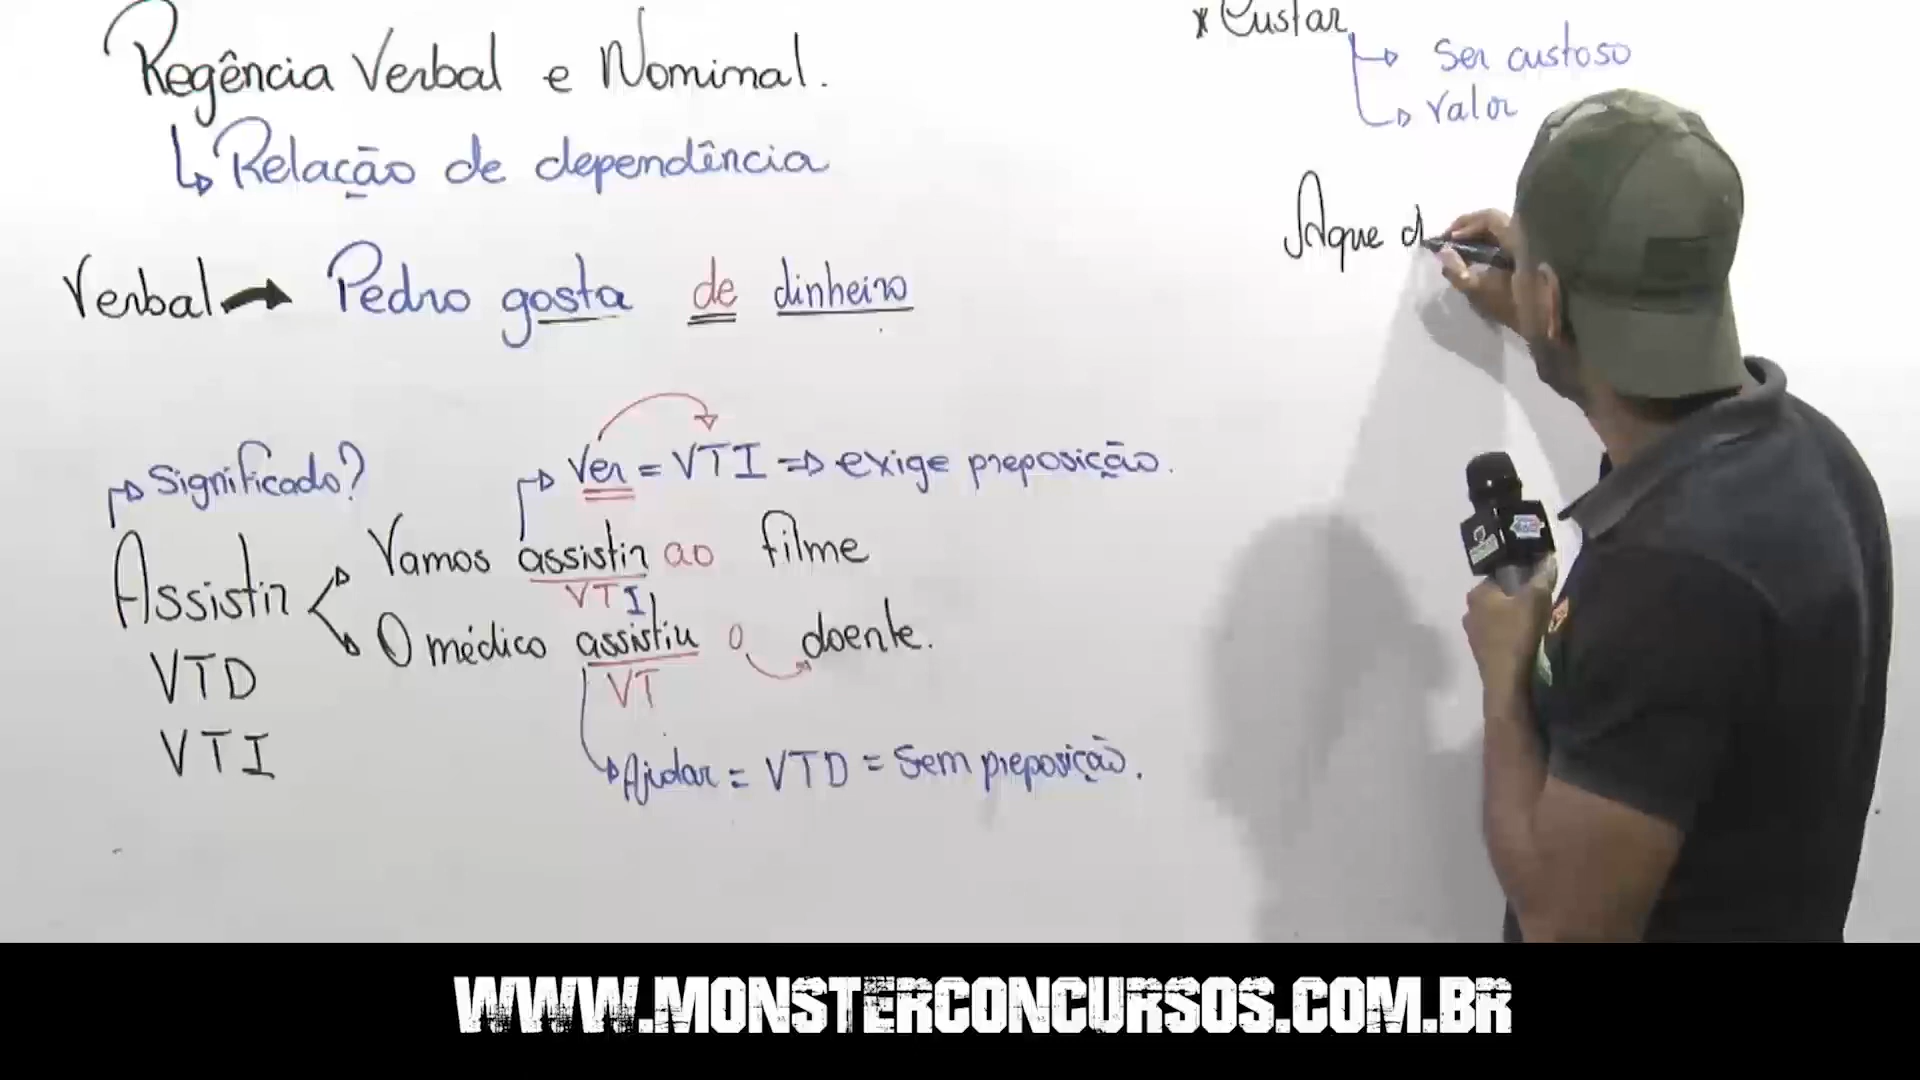 Regência Verbal e Nominal.
Relação de dependência
Verbal Pedro gosta de dinheiro
Significado?
Ver = VTI => exige preposição.
Assistir
Vamos assistir ao filme
VTI
O médico assistiu o doente.
VT
VTD
VTI
Ajudar = VTD = Sem preposição.
* Custar
Ser custoso
Valor
Aque d
WWW.MONSTERCONCURSOS.COM.BR